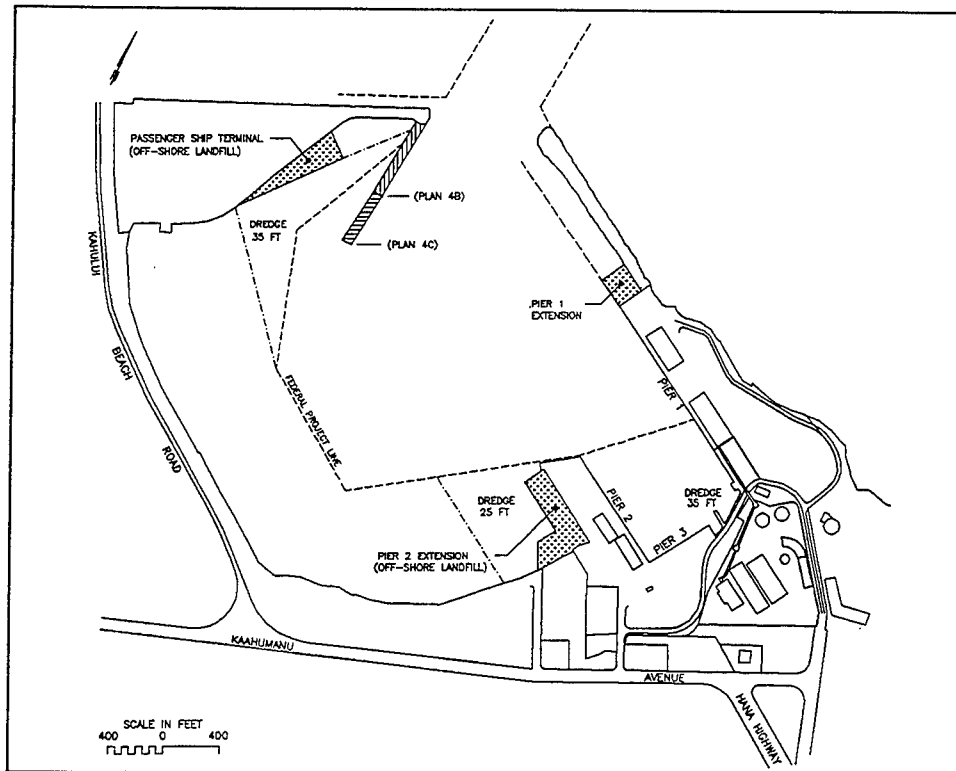 PASSENGER SHIP TERMINAL
(OFF-SHORE LANDFILL)
(PLAN 4B)
DREDGE
35 FT
(PLAN 4C)
KAHULUI
BEACH
ROAD
PIER 1
EXTENSION
FEDERAL PROJECT LINE
PIER 1
DREDGE
25 FT
PIER 2
DREDGE
35 FT
PIER 3
PIER 2 EXTENSION
(OFF-SHORE LANDFILL)
KAAHUMANU
AVENUE
HANA HIGHWAY
SCALE IN FEET
400 0 400